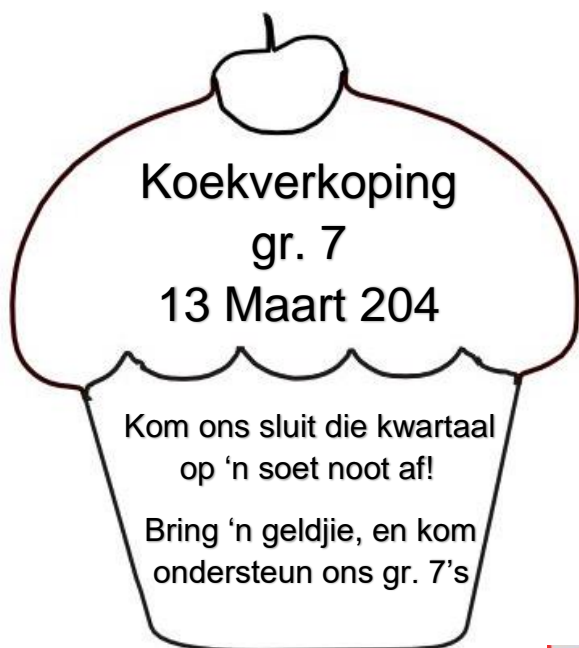 Koekverkoping
gr. 7
13 Maart 204
Kom ons sluit die kwartaal
op ‘n soet noot af!
Bring ‘n geldjie, en kom
ondersteun ons gr. 7’s